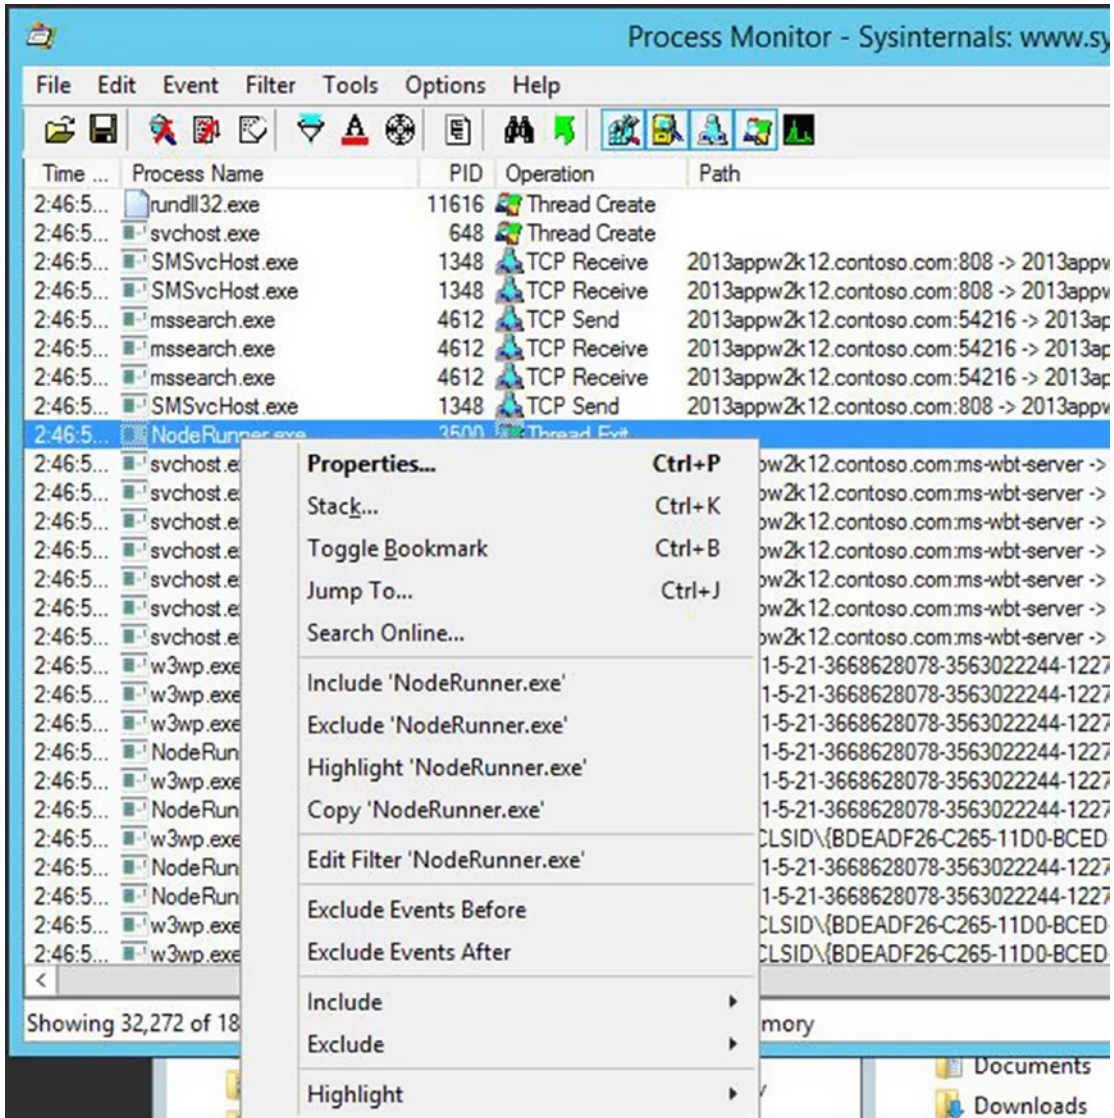 Process Monitor - Sysinternals: www.sy
File Edit Event Filter Tools Options Help
Time ... Process Name PID Operation Path
2:46:5... rundll32.exe 11616 Thread Create
2:46:5... svchost.exe 648 Thread Create
2:46:5... SMSvcHost.exe 1348 TCP Receive 2013appw2k12.contoso.com:808 -> 2013appw
2:46:5... SMSvcHost.exe 1348 TCP Receive 2013appw2k12.contoso.com:808 -> 2013appw
2:46:5... mssearch.exe 4612 TCP Send 2013appw2k12.contoso.com:54216 -> 2013ap
2:46:5... mssearch.exe 4612 TCP Receive 2013appw2k12.contoso.com:54216 -> 2013ap
2:46:5... mssearch.exe 4612 TCP Receive 2013appw2k12.contoso.com:54216 -> 2013ap
2:46:5... SMSvcHost.exe 1348 TCP Send 2013appw2k12.contoso.com:808 -> 2013appw
2:46:5... NodeRunner.exe 3500 Thread Exit
2:46:5... svchost.e pw2k12.contoso.com:ms-wbt-server ->
2:46:5... svchost.e pw2k12.contoso.com:ms-wbt-server ->
2:46:5... svchost.e pw2k12.contoso.com:ms-wbt-server ->
2:46:5... svchost.e pw2k12.contoso.com:ms-wbt-server ->
2:46:5... svchost.e pw2k12.contoso.com:ms-wbt-server ->
2:46:5... svchost.e pw2k12.contoso.com:ms-wbt-server ->
2:46:5... svchost.e pw2k12.contoso.com:ms-wbt-server ->
2:46:5... w3wp.exe 1-5-21-3668628078-3563022244-1227
2:46:5... w3wp.exe 1-5-21-3668628078-3563022244-1227
2:46:5... w3wp.exe 1-5-21-3668628078-3563022244-1227
2:46:5... NodeRun 1-5-21-3668628078-3563022244-1227
2:46:5... w3wp.exe 1-5-21-3668628078-3563022244-1227
2:46:5... NodeRun 1-5-21-3668628078-3563022244-1227
2:46:5... w3wp.exe CLSID\{BDEADF26-C265-11D0-BCED-
2:46:5... NodeRun 1-5-21-3668628078-3563022244-1227
2:46:5... NodeRun 1-5-21-3668628078-3563022244-1227
2:46:5... w3wp.exe CLSID\{BDEADF26-C265-11D0-BCED-
2:46:5... w3wp.exe CLSID\{BDEADF26-C265-11D0-BCED-
Properties... Ctrl+P
Stack... Ctrl+K
Toggle Bookmark Ctrl+B
Jump To... Ctrl+J
Search Online...
Include 'NodeRunner.exe'
Exclude 'NodeRunner.exe'
Highlight 'NodeRunner.exe'
Copy 'NodeRunner.exe'
Edit Filter 'NodeRunner.exe'
Exclude Events Before
Exclude Events After
Include
Exclude
Highlight
Showing 32,272 of 18 mory
Documents
Downloads